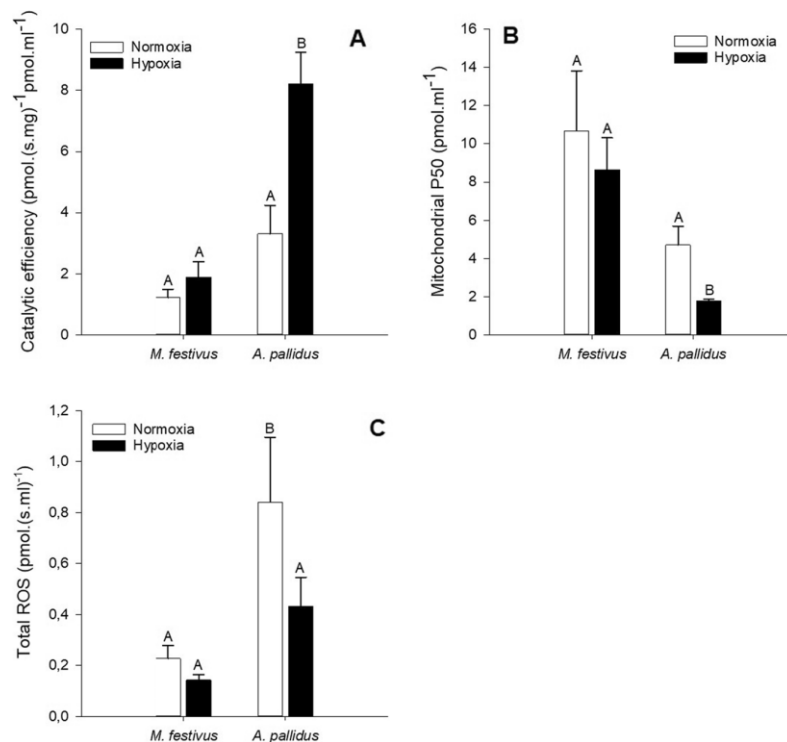 A
Normoxia
Hypoxia
Catalytic efficiency (pmol.(s.mg)⁻¹pmol.ml⁻¹)
10
8
6
4
2
0
A
A
A
B
M. festivus
A. pallidus
B
Normoxia
Hypoxia
Mitochondrial P50 (pmol.ml⁻¹)
16
14
12
10
8
6
4
2
0
A
A
A
B
M. festivus
A. pallidus
C
Normoxia
Hypoxia
Total ROS (pmol.(s.ml)⁻¹)
1,2
1,0
0,8
0,6
0,4
0,2
0,0
A
A
B
A
M. festivus
A. pallidus